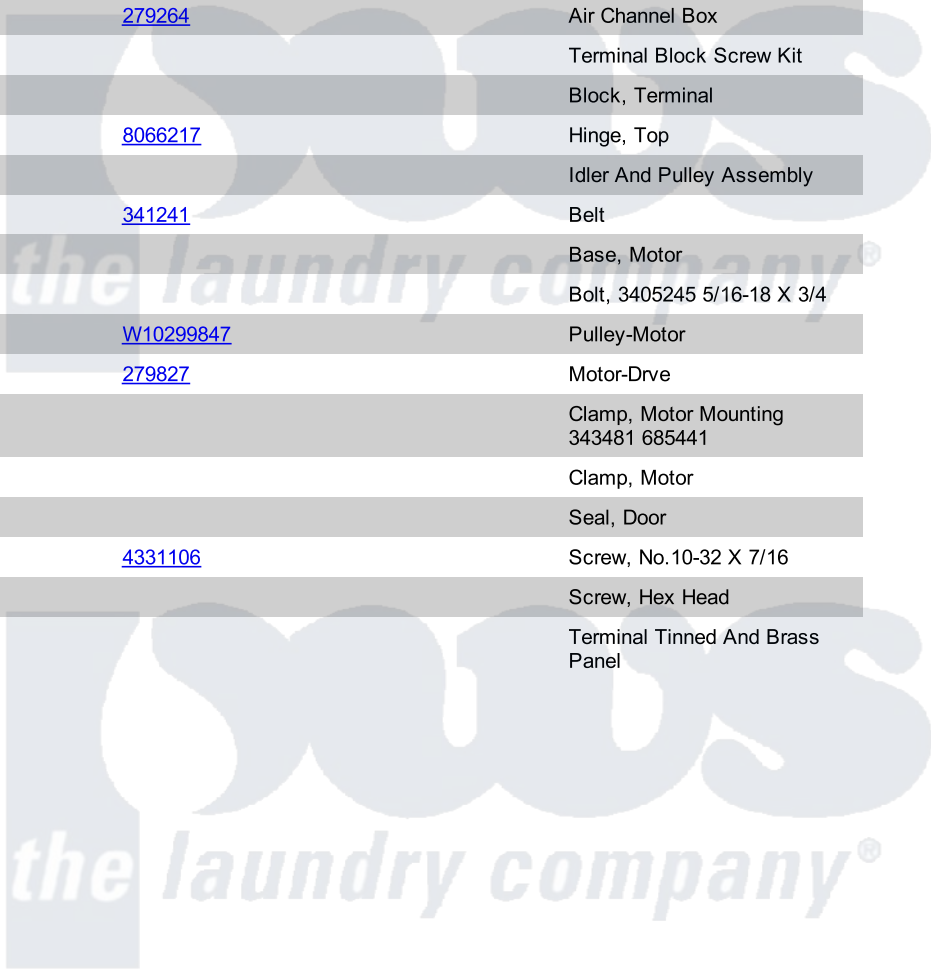 279264 Air Channel Box
Terminal Block Screw Kit
Block, Terminal
8066217 Hinge, Top
Idler And Pulley Assembly
341241 Belt
Base, Motor
Bolt, 3405245 5/16-18 X 3/4
W10299847 Pulley-Motor
279827 Motor-Drve
Clamp, Motor Mounting
343481 685441
Clamp, Motor
Seal, Door
4331106 Screw, No.10-32 X 7/16
Screw, Hex Head
Terminal Tinned And Brass
Panel
pws
the laundry company®
pws
the laundry company®